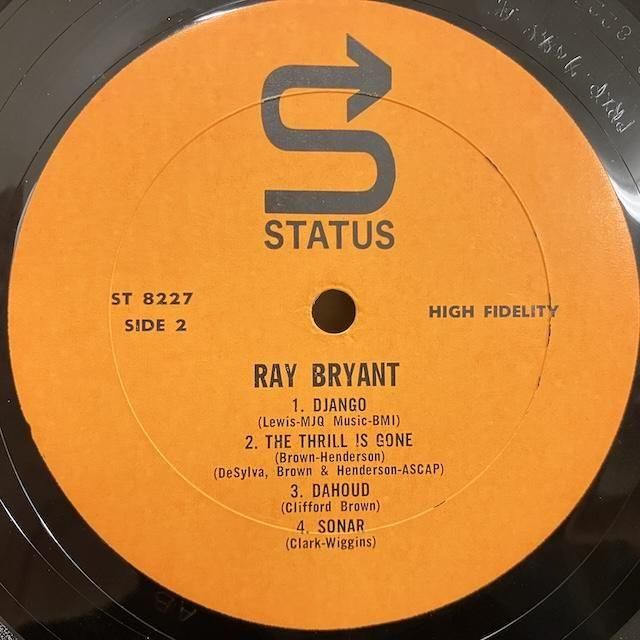 STATUS
ST 8227
SIDE 2
HIGH FIDELITY
RAY BRYANT
1. DJANGO
(Lewis-MJQ Music-BMI)
2. THE THRILL IS GONE
(Brown-Henderson)
(DeSylva, Brown & Henderson-ASCAP)
3. DAHOUD
(Clifford Brown)
4. SONAR
(Clark-Wiggins)
AB